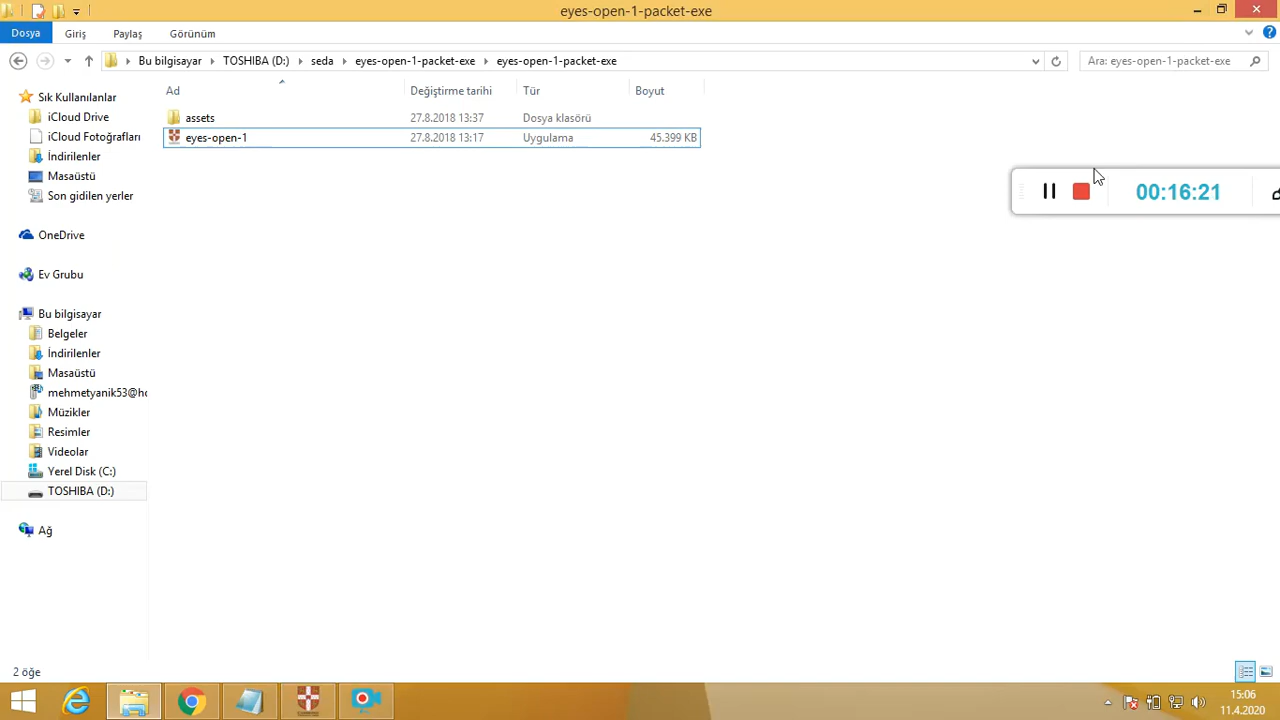 eyes-open-1-packet-exe
Dosya Giriş Paylaş Görünüm
Bu bilgisayar TOSHIBA (D:) seda eyes-open-1-packet-exe eyes-open-1-packet-exe
Ara: eyes-open-1-packet-exe
Ad Değiştirme tarihi Tür Boyut
assets 27.8.2018 13:37 Dosya klasörü
eyes-open-1 27.8.2018 13:17 Uygulama 45.399 KB
Sık Kullanılanlar
iCloud Drive
iCloud Fotoğrafları
İndirilenler
Masaüstü
Son gidilen yerler
OneDrive
Ev Grubu
Bu bilgisayar
Belgeler
İndirilenler
Masaüstü
mehmetyanik53@ho
Müzikler
Resimler
Videolar
Yerel Disk (C:)
TOSHIBA (D:)
Ağ
00:16:21
2 öğe
15:06
11.4.2020